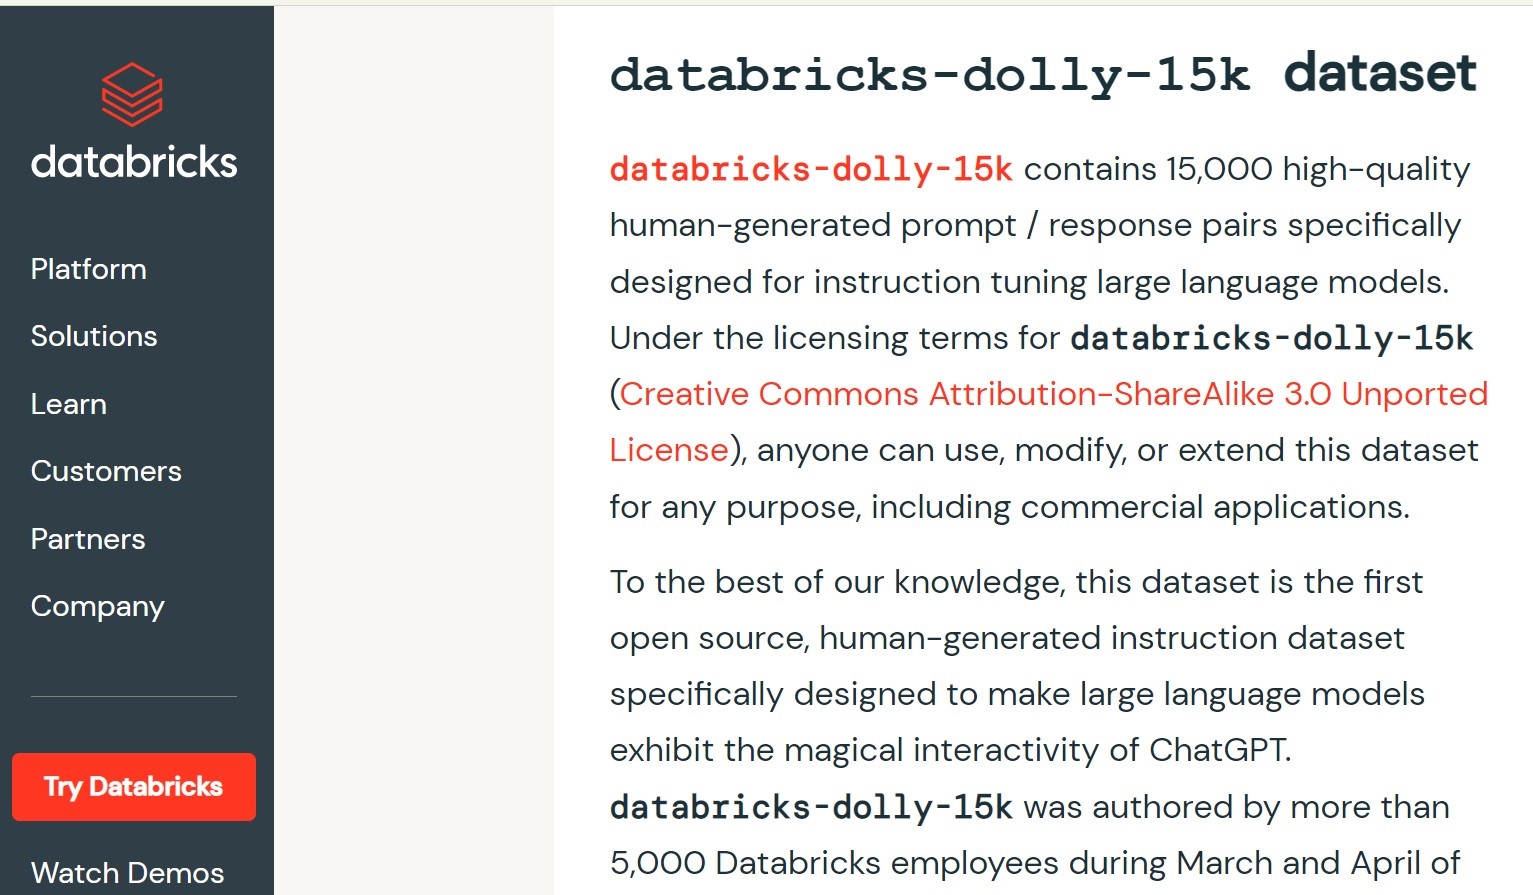 databricks
Platform
Solutions
Learn
Customers
Partners
Company
Try Databricks
Watch Demos
databricks-dolly-15k dataset
databricks-dolly-15k contains 15,000 high-quality
human-generated prompt / response pairs specifically
designed for instruction tuning large language models.
Under the licensing terms for databricks-dolly-15k
(Creative Commons Attribution-ShareAlike 3.0 Unported
License), anyone can use, modify, or extend this dataset
for any purpose, including commercial applications.
To the best of our knowledge, this dataset is the first
open source, human-generated instruction dataset
specifically designed to make large language models
exhibit the magical interactivity of ChatGPT.
databricks-dolly-15k was authored by more than
5,000 Databricks employees during March and April of